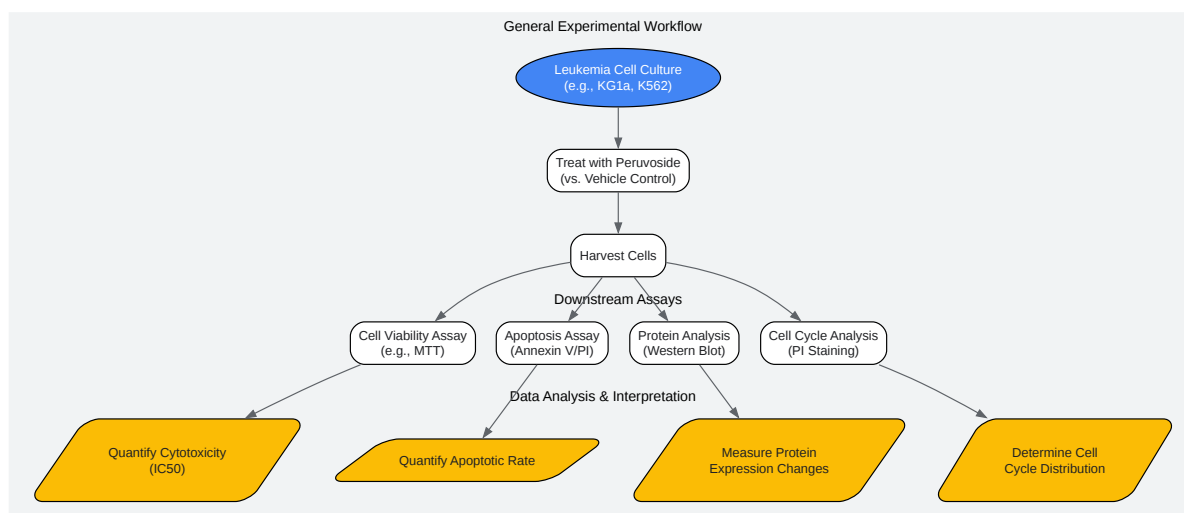 General Experimental Workflow
Leukemia Cell Culture
(e.g., KG1a, K562)
Treat with Peruvoside
(vs. Vehicle Control)
Harvest Cells
Downstream Assays
Cell Viability Assay
(e.g., MTT)
Apoptosis Assay
(Annexin V/PI)
Protein Analysis
(Western Blot)
Cell Cycle Analysis
(PI Staining)
Data Analysis & Interpretation
Quantify Cytotoxicity
(IC50)
Quantify Apoptotic Rate
Measure Protein
Expression Changes
Determine Cell
Cycle Distribution